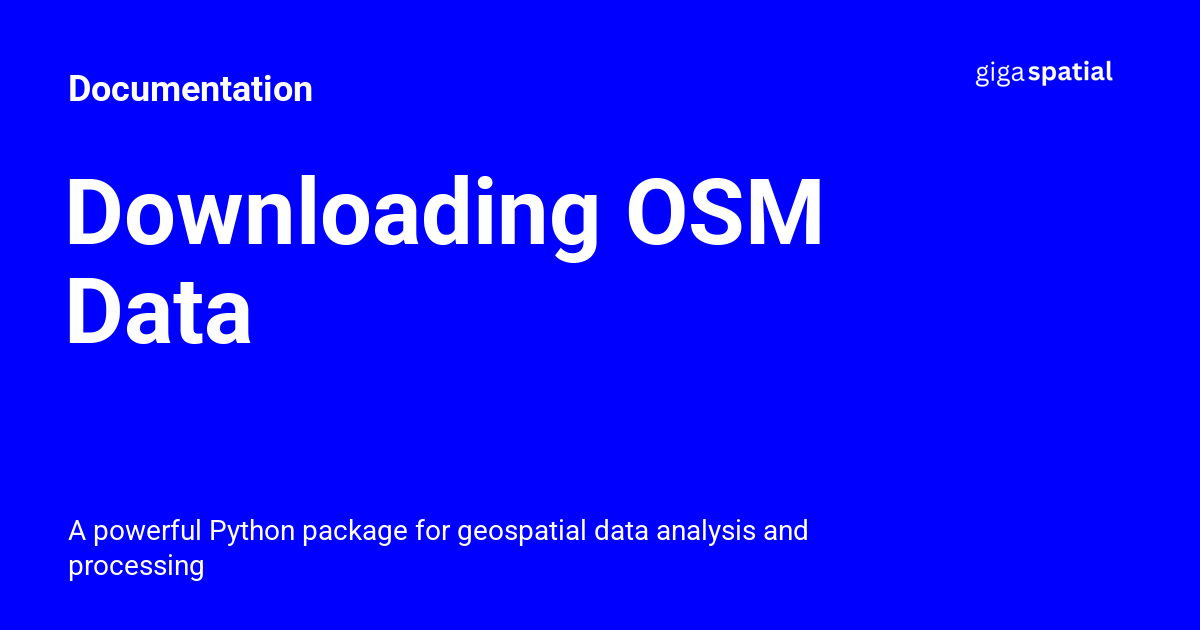 Documentation
gigaspatial
Downloading OSM
Data
A powerful Python package for geospatial data analysis and
processing